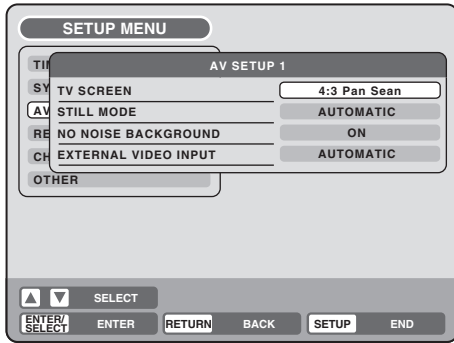 SETUP MENU
TI
AV SETUP 1
SY
TV SCREEN 4:3 Pan Sean
AV
STILL MODE AUTOMATIC
RE
NO NOISE BACKGROUND ON
CH
EXTERNAL VIDEO INPUT AUTOMATIC
OTHER
SELECT
ENTER/
SELECT ENTER RETURN BACK SETUP END